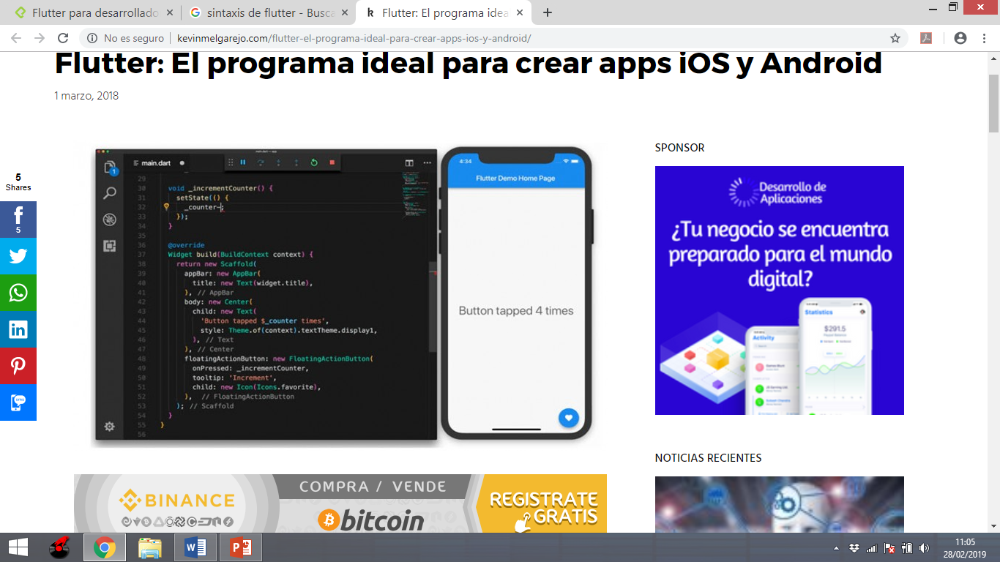 Flutter para desarrollado
sintaxis de flutter - Busca
Flutter: El programa idea
No es seguro
kevinmelgarejo.com/flutter-el-programa-ideal-para-crear-apps-ios-y-android/
Flutter: El programa ideal para crear apps iOS y Android
1 marzo, 2018
5
Shares
5
main.dart
1
29
30 void _incrementCounter() {
31 setState(() {
32 _counter-;
33 });
34 }
35
36 @override
37 Widget build(BuildContext context) {
38 return new Scaffold(
39 appBar: new AppBar(
40 title: new Text(widget.title),
41 ), // AppBar
42 body: new Center(
43 child: new Text(
44 'Button tapped $_counter times',
45 style: Theme.of(context).textTheme.display1,
46 ), // Text
47 ), // Center
48 floatingActionButton: new FloatingActionButton(
49 onPressed: _incrementCounter,
50 tooltip: 'Increment',
51 child: new Icon(Icons.favorite),
52 ), // FloatingActionButton
53 ); // Scaffold
54 }
55 }
56
4:34
Flutter Demo Home Page
Button tapped 4 times
SPONSOR
Desarrollo de
Aplicaciones
¿Tu negocio se encuentra
preparado para el mundo
digital?
Statistics
$291.5
Activity
NOTICIAS RECIENTES
BINANCE
COMPRA / VENDE
bitcoin
REGISTRATE
GRATIS
sms
11:05
28/02/2019